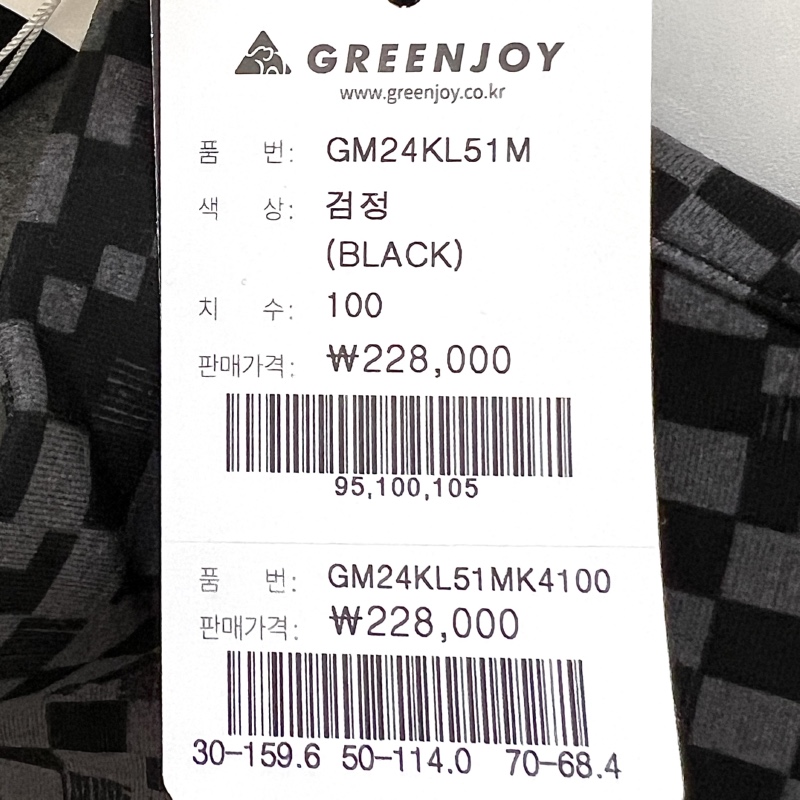 GREENJOY
www.greenjoy.co.kr
품 번: GM24KL51M
색 상: 검정
(BLACK)
치 수: 100
판매가격: ₩228,000
95,100,105
품 번: GM24KL51MK4100
판매가격: ₩228,000
30-159.6 50-114.0 70-68.4